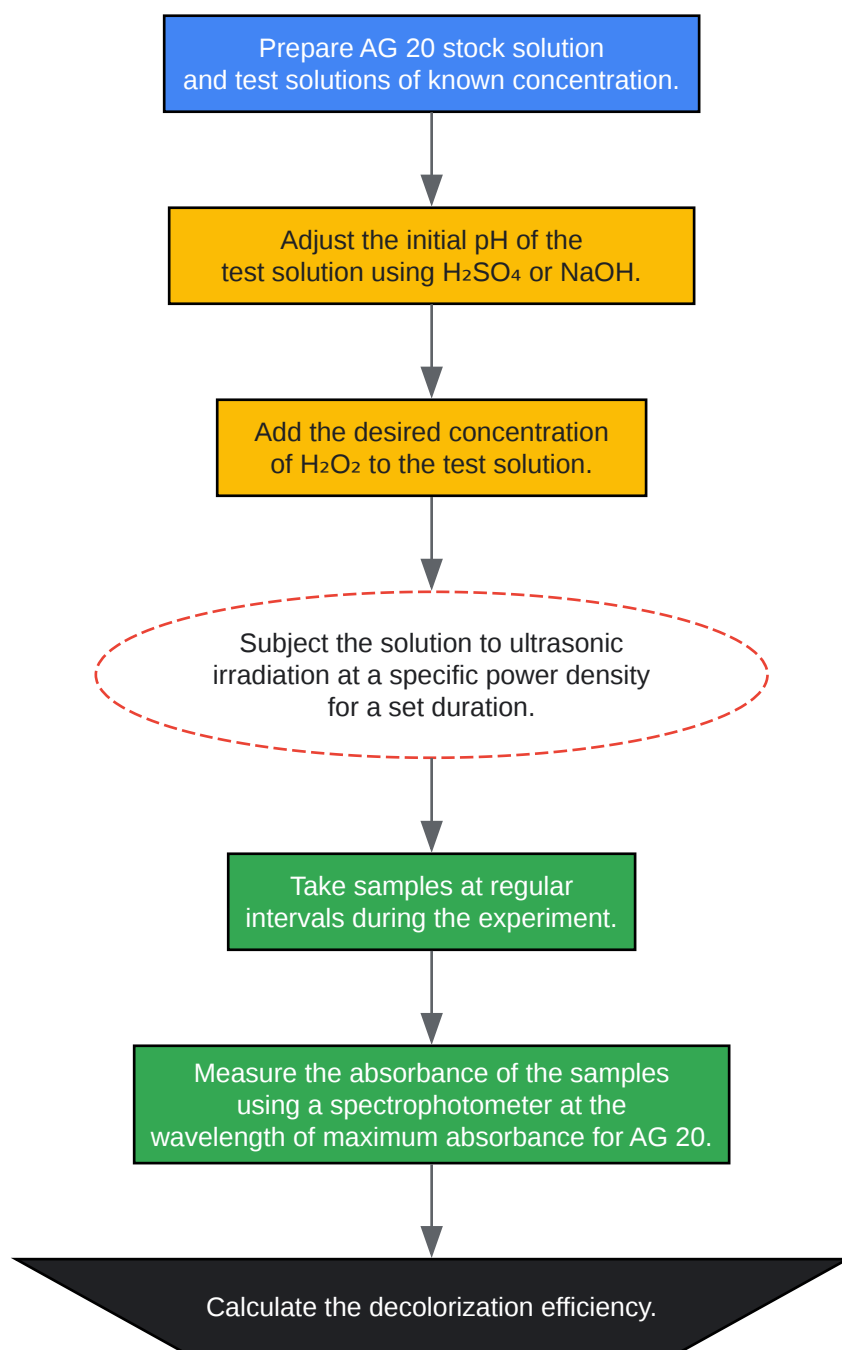 Prepare AG 20 stock solution
and test solutions of known concentration.
Adjust the initial pH of the
test solution using H₂SO₄ or NaOH.
Add the desired concentration
of H₂O₂ to the test solution.
Subject the solution to ultrasonic
irradiation at a specific power density
for a set duration.
Take samples at regular
intervals during the experiment.
Measure the absorbance of the samples
using a spectrophotometer at the
wavelength of maximum absorbance for AG 20.
Calculate the decolorization efficiency.